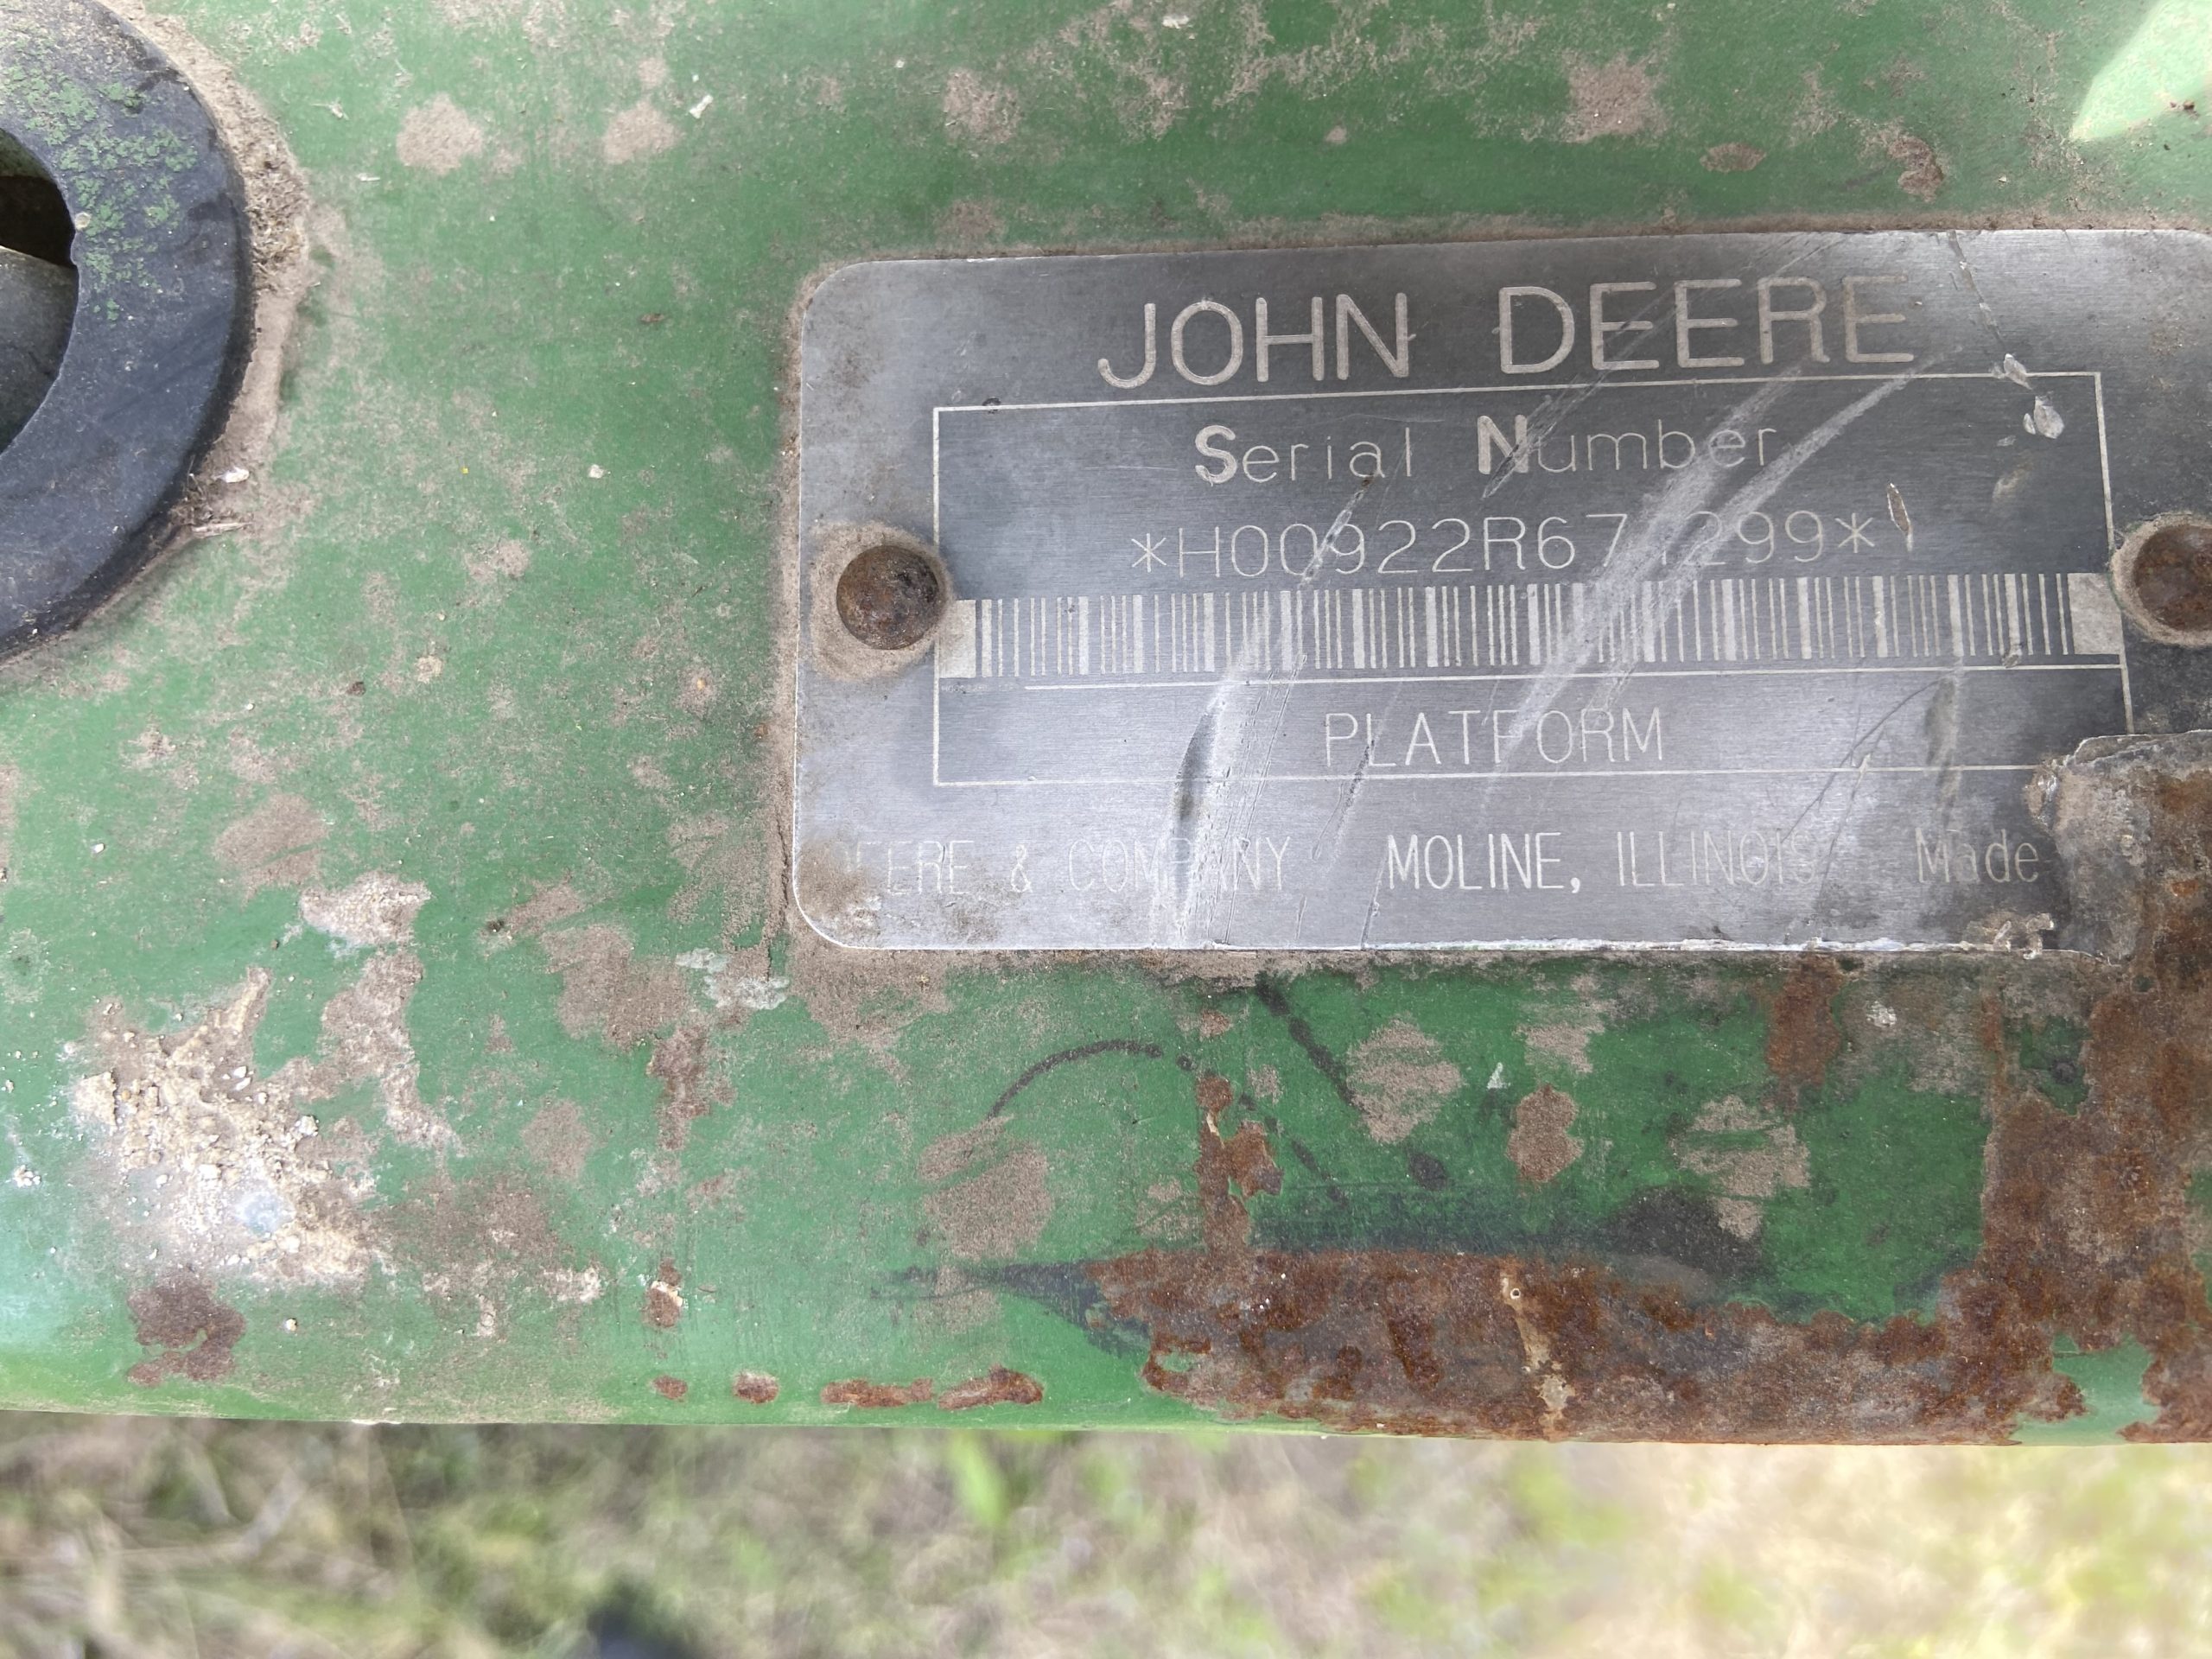 JOHN DEERE
Serial Number
PLATFORM
& COMPANY MOLINE, ILLINOIS Made